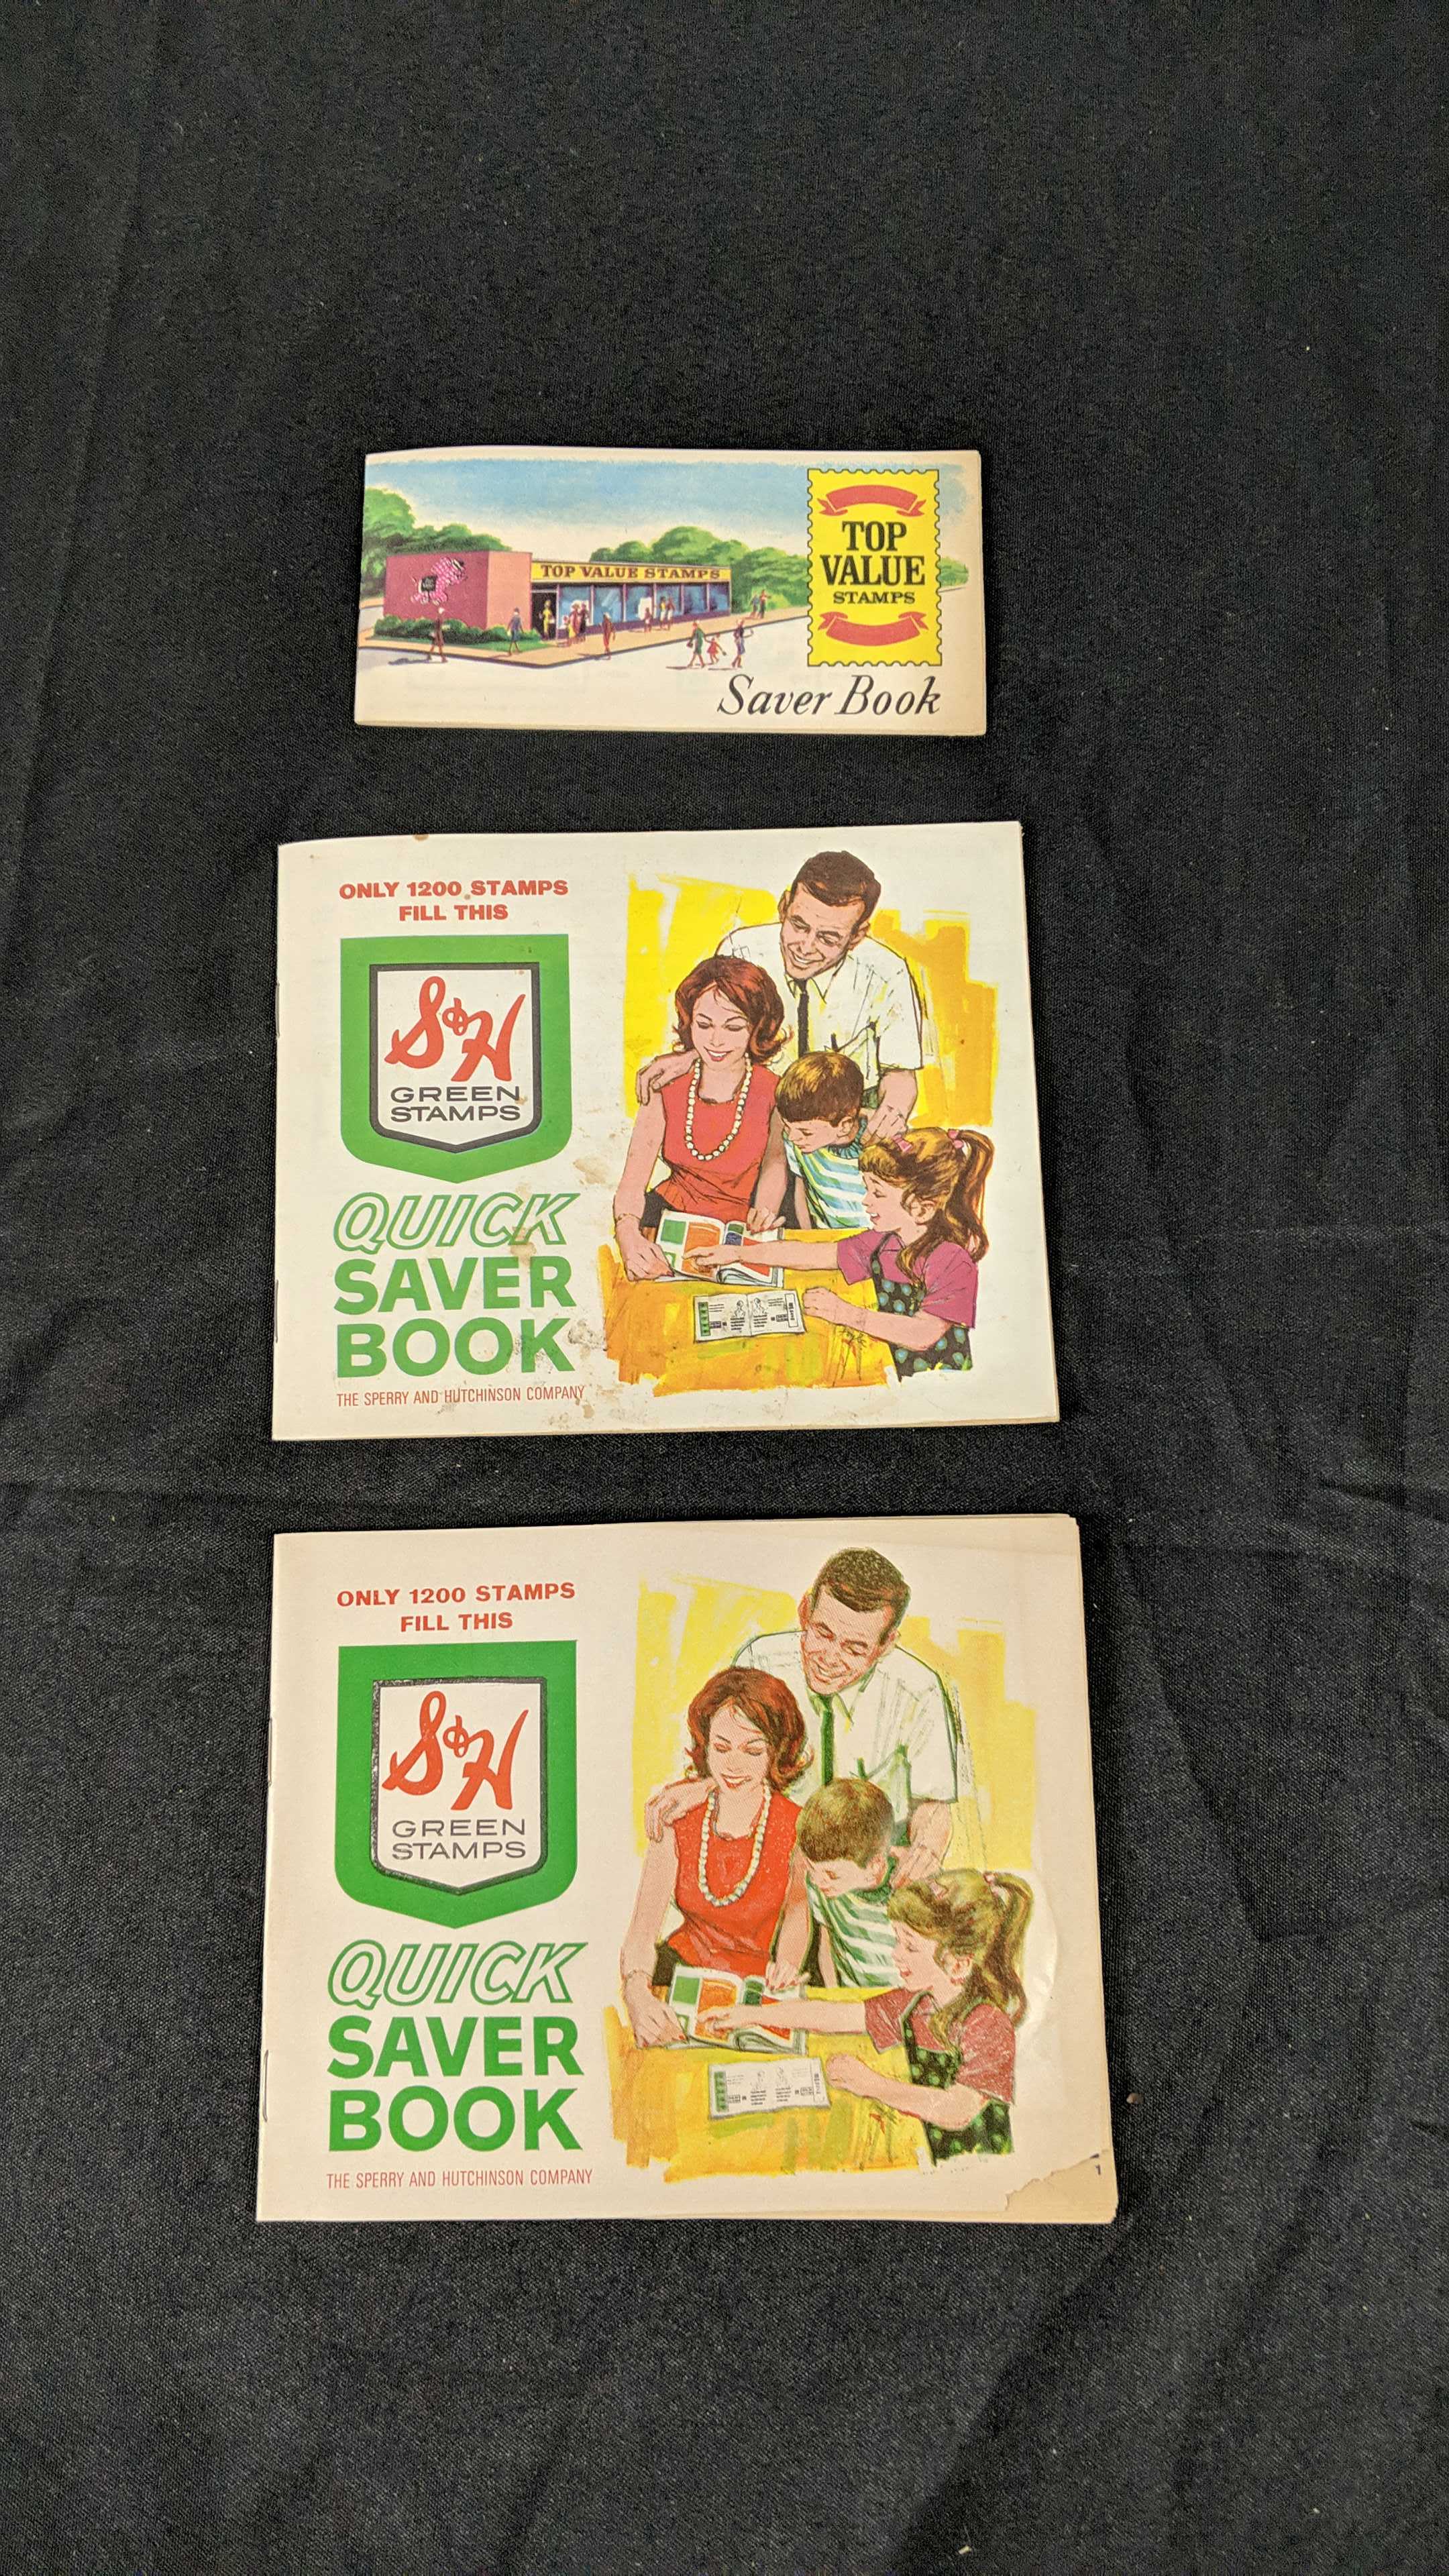 TOP VALUE STAMPS
TOP
VALUE
STAMPS
Saver Book
ONLY 1200 STAMPS
FILL THIS
S&H
GREEN
STAMPS
QUICK
SAVER
BOOK
THE SPERRY AND HUTCHINSON COMPANY
ONLY 1200 STAMPS
FILL THIS
S&H
GREEN
STAMPS
QUICK
SAVER
BOOK
THE SPERRY AND HUTCHINSON COMPANY
1